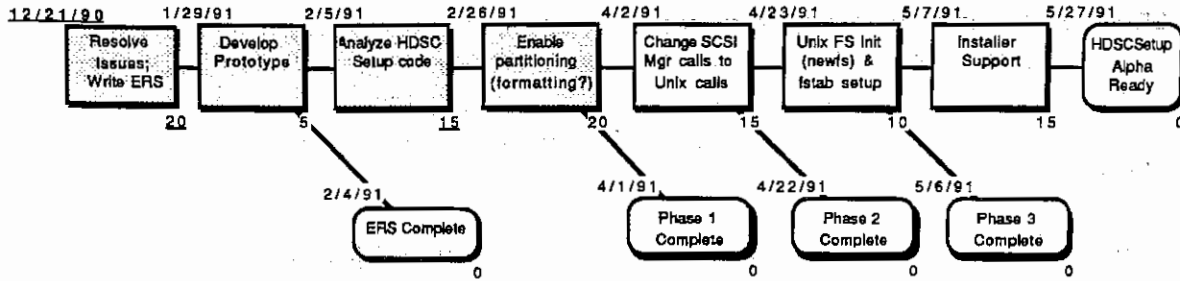 12/21/90 1/29/91 2/5/91 2/26/91 4/2/91 4/23/91 5/7/91 5/27/91
Resolve
Issues;
Write ERS
20
Develop
Prototype
5
Analyze HDSC
Setup code
15
Enable
partitioning
(formatting?)
20
Change SCSI
Mgr calls to
Unix calls
15
Unix FS Init
(newfs) &
fstab setup
10
Installer
Support
15
HDSCSetup
Alpha
Ready
0
2/4/91
ERS Complete
0
4/1/91
Phase 1
Complete
0
4/22/91
Phase 2
Complete
0
5/6/91
Phase 3
Complete
0